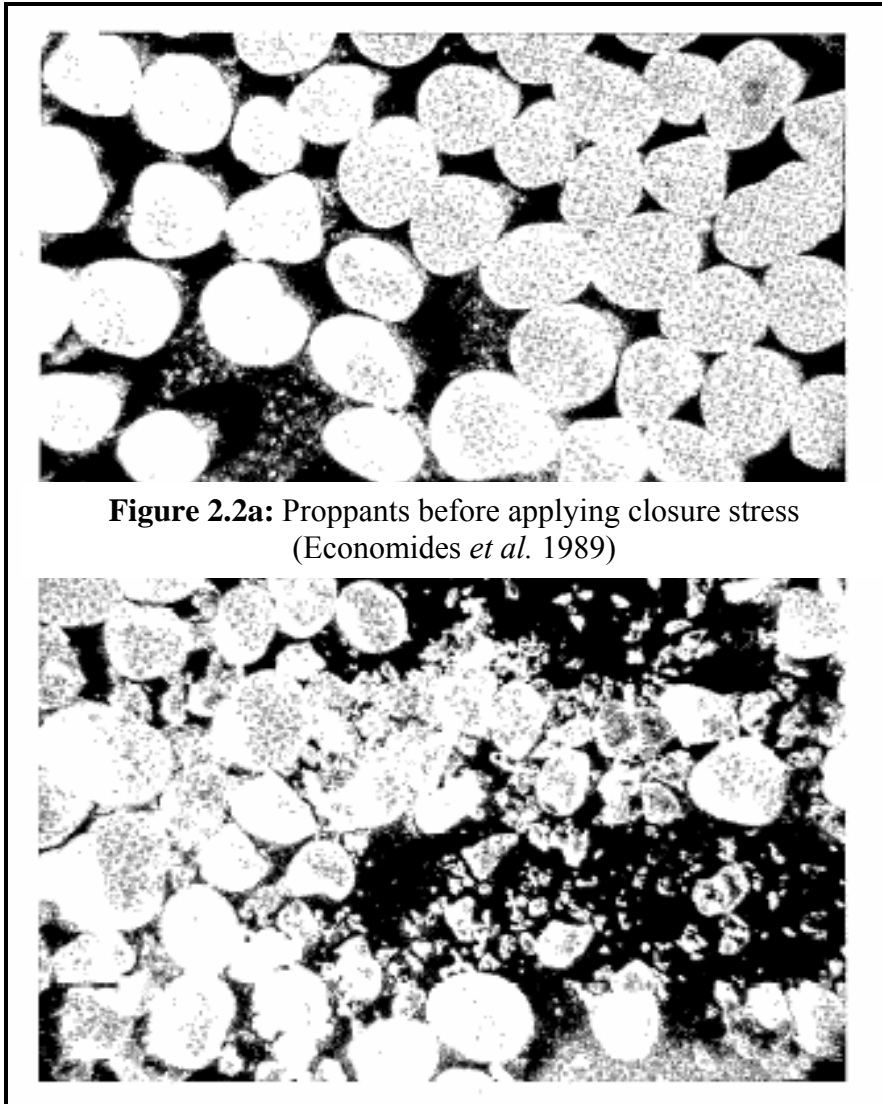 Figure 2.2a: Proppants before applying closure stress
(Economides et al. 1989)